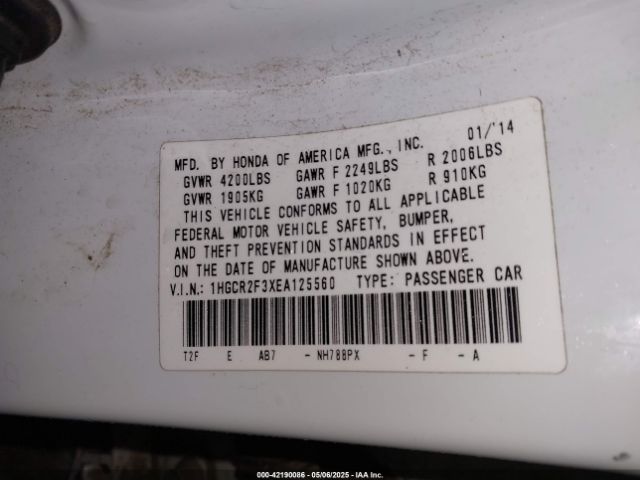 MFD. BY HONDA OF AMERICA MFG., INC. 01/'14
GVWR 4200LBS GAWR F 2249LBS R 2006LBS
GVWR 1905KG GAWR F 1020KG R 910KG
THIS VEHICLE CONFORMS TO ALL APPLICABLE
FEDERAL MOTOR VEHICLE SAFETY, BUMPER,
AND THEFT PREVENTION STANDARDS IN EFFECT
ON THE DATE OF MANUFACTURE SHOWN ABOVE.
V.I.N.: 1HGCR2F3XEA125560 TYPE: PASSENGER CAR
T2F E AB7 - NH788PX - F - A
000-42190086 - 05/06/2025 - IAA Inc.